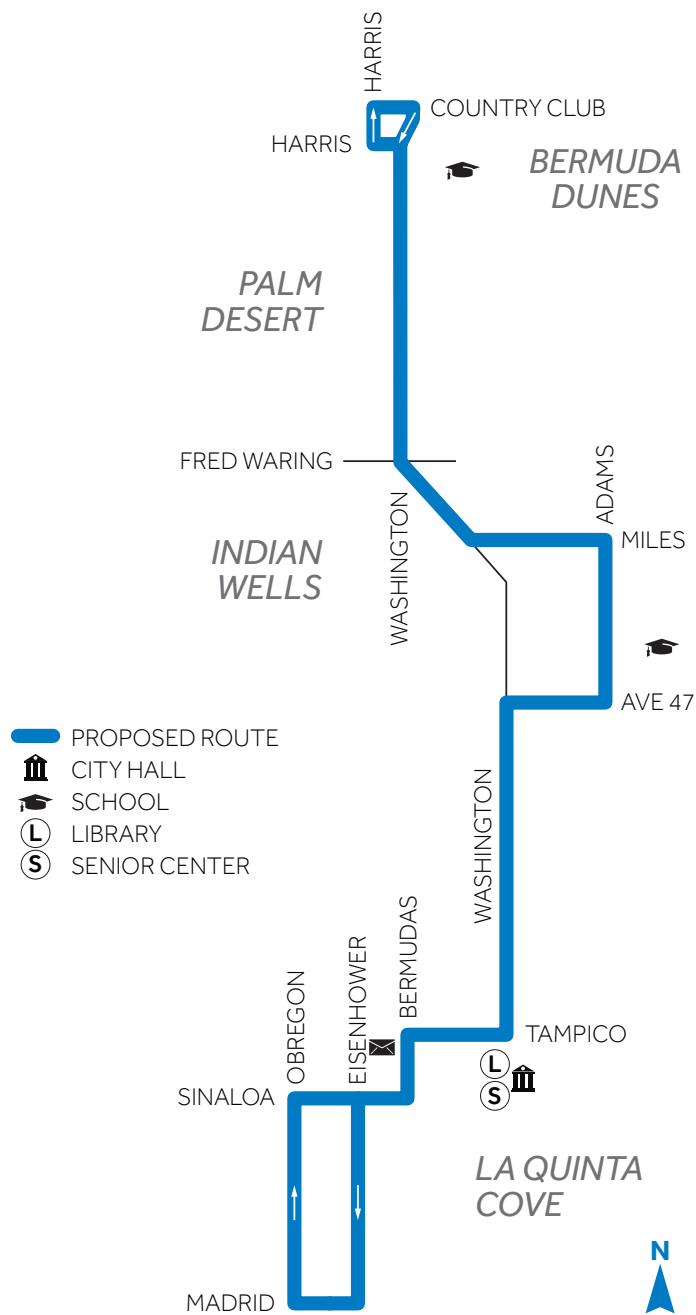 HARRIS
COUNTRY CLUB
HARRIS
BERMUDA
DUNES
PALM
DESERT
FRED WARING
ADAMS
WASHINGTON
MILES
INDIAN
WELLS
AVE 47
PROPOSED ROUTE
CITY HALL
SCHOOL
L LIBRARY
S SENIOR CENTER
WASHINGTON
BERMUDAS
EISENHOWER
OBREGON
TAMPICO
L
S
SINALOA
LA QUINTA
COVE
N
MADRID